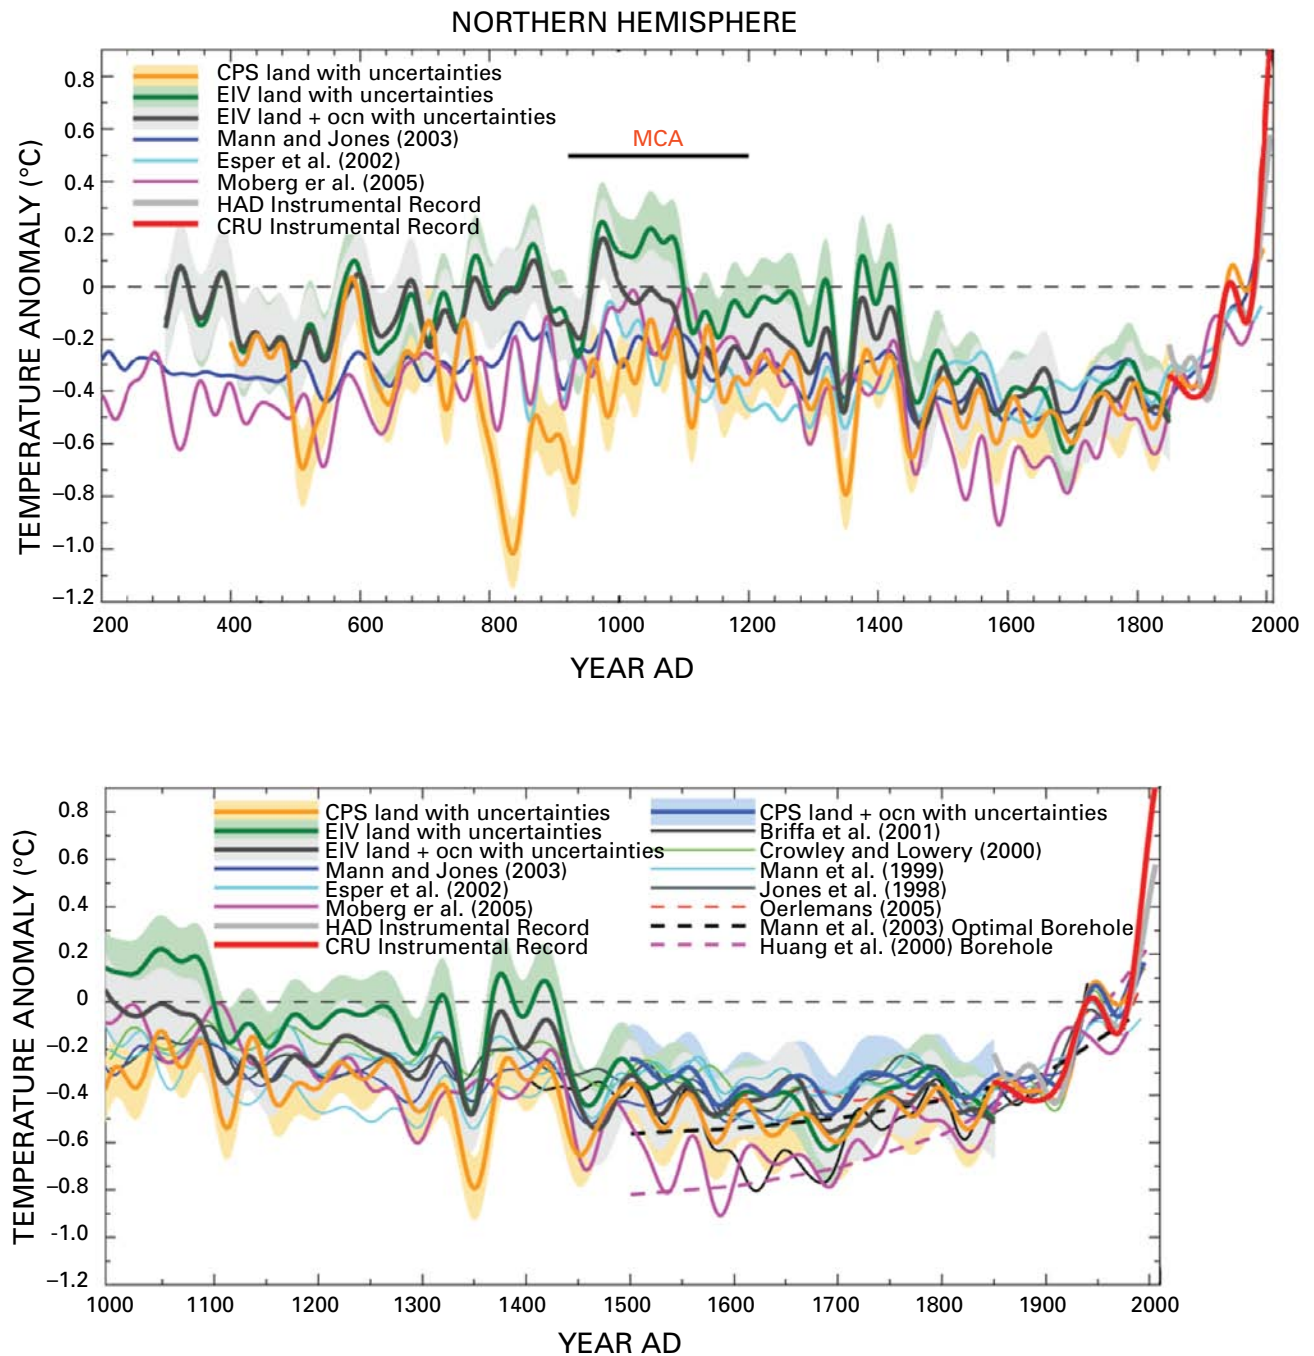 NORTHERN HEMISPHERE
0.8
0.6
0.4
0.2
0
−0.2
−0.4
−0.6
−0.8
−1.0
−1.2
TEMPERATURE ANOMALY (°C)
CPS land with uncertainties
EIV land with uncertainties
EIV land + ocn with uncertainties
Mann and Jones (2003)
Esper et al. (2002)
Moberg er al. (2005)
HAD Instrumental Record
CRU Instrumental Record
MCA
200 400 600 800 1000 1200 1400 1600 1800 2000
YEAR AD
0.8
0.6
0.4
0.2
0
−0.2
−0.4
−0.6
−0.8
-1.0
−1.2
TEMPERATURE ANOMALY (°C)
CPS land with uncertainties
EIV land with uncertainties
EIV land + ocn with uncertainties
Mann and Jones (2003)
Esper et al. (2002)
Moberg er al. (2005)
HAD Instrumental Record
CRU Instrumental Record
CPS land + ocn with uncertainties
Briffa et al. (2001)
Crowley and Lowery (2000)
Mann et al. (1999)
Jones et al. (1998)
Oerlemans (2005)
Mann et al. (2003) Optimal Borehole
Huang et al. (2000) Borehole
1000 1100 1200 1300 1400 1500 1600 1700 1800 1900 2000
YEAR AD